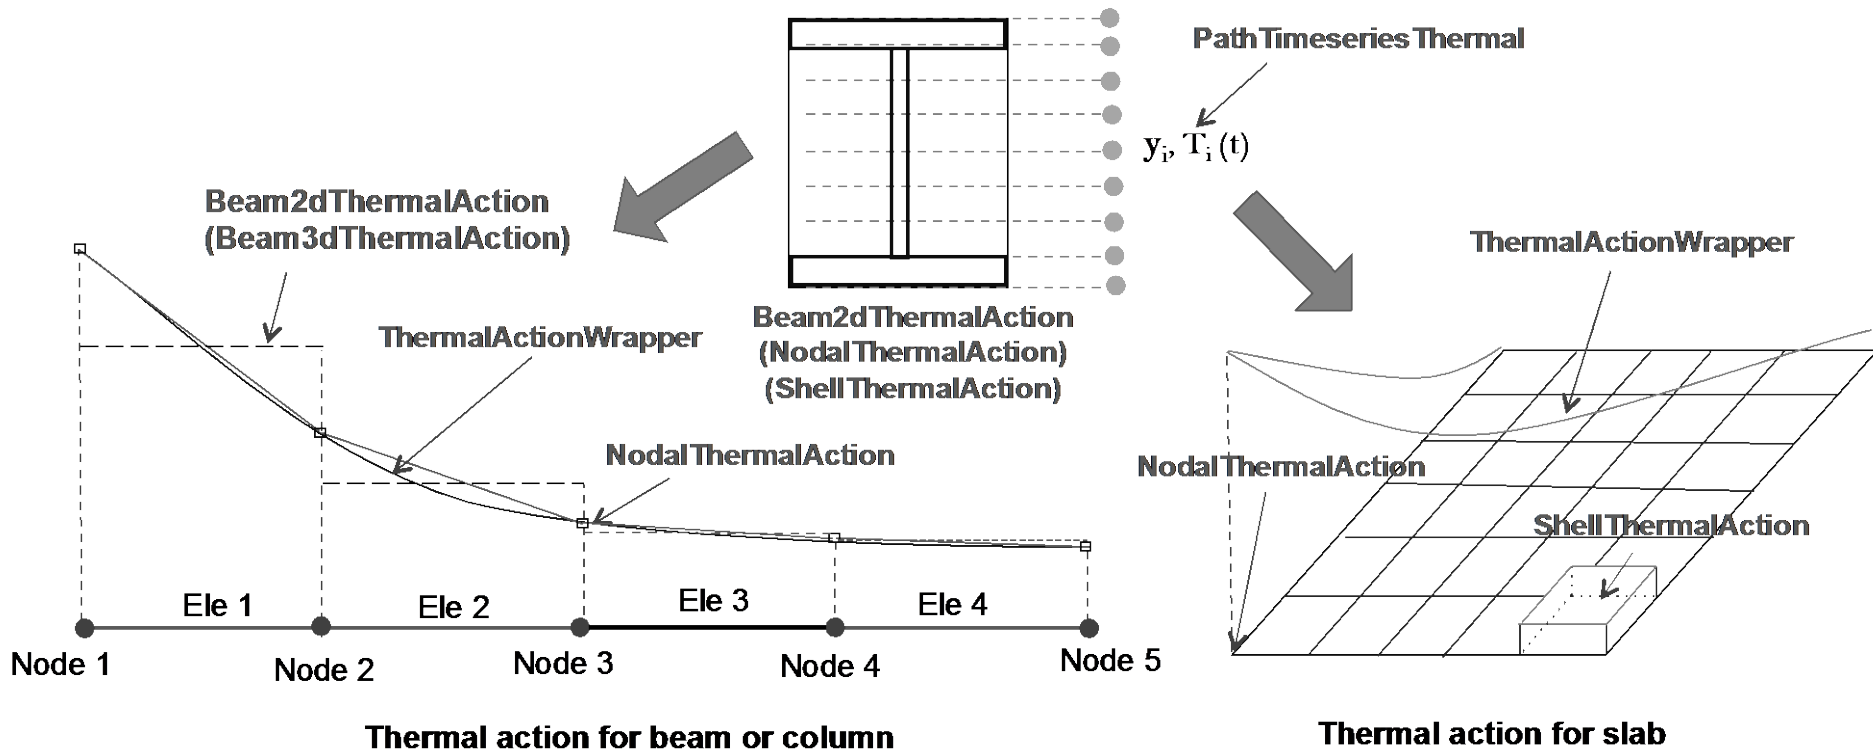 PathTimeseriesThermal
yi, Ti (t)
Beam2dThermalAction
(Beam3dThermalAction)
ThermalActionWrapper
Beam2dThermalAction
(NodalThermalAction)
(ShellThermalAction)
ThermalActionWrapper
NodalThermalAction
NodalThermalAction
ShellThermalAction
Ele 1
Ele 2
Ele 3
Ele 4
Node 1
Node 2
Node 3
Node 4
Node 5
Thermal action for beam or column
Thermal action for slab